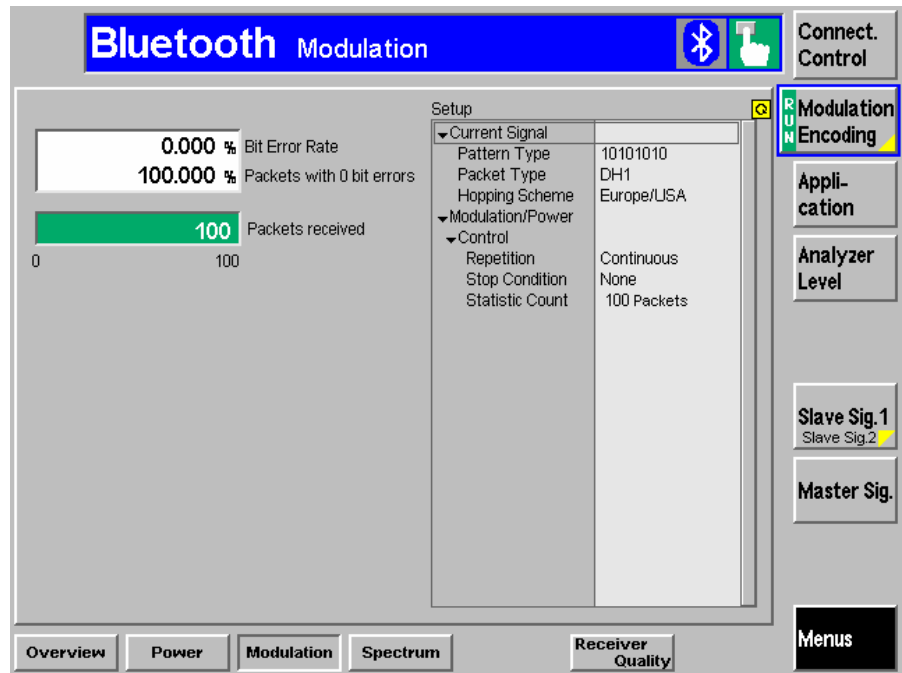 Bluetooth Modulation
Connect.
Control
0.000 % Bit Error Rate
100.000 % Packets with 0 bit errors
100 Packets received
0 100
Setup
Current Signal
Pattern Type 10101010
Packet Type DH1
Hopping Scheme Europe/USA
Modulation/Power
Control
Repetition Continuous
Stop Condition None
Statistic Count 100 Packets
RUN
Modulation
Encoding
Appli-
cation
Analyzer
Level
Slave Sig.1
Slave Sig.2
Master Sig.
Menus
Overview Power Modulation Spectrum Receiver
Quality